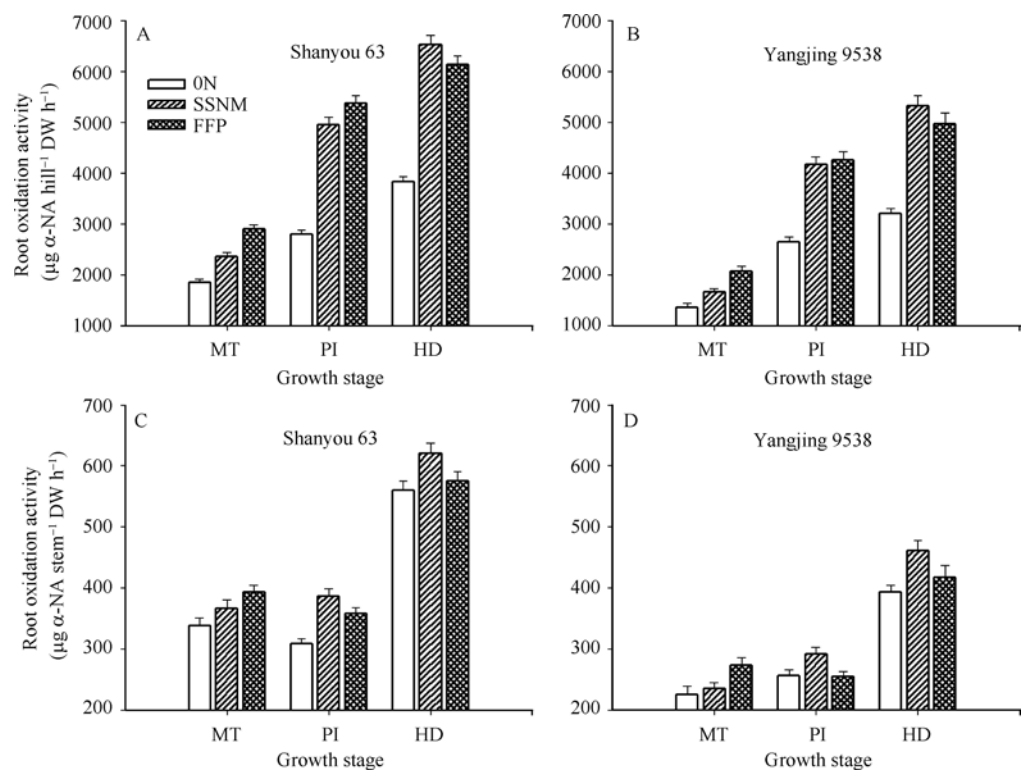 A
Shanyou 63
0N
SSNM
FFP
7000
6000
5000
4000
3000
2000
1000
Root oxidation activity
(μg α-NA hill⁻¹ DW h⁻¹)
MT PI HD
Growth stage
B
Yangjing 9538
7000
6000
5000
4000
3000
2000
1000
MT PI HD
Growth stage
C
Shanyou 63
700
600
500
400
300
200
Root oxidation activity
(μg α-NA stem⁻¹ DW h⁻¹)
MT PI HD
Growth stage
D
Yangjing 9538
700
600
500
400
300
200
MT PI HD
Growth stage